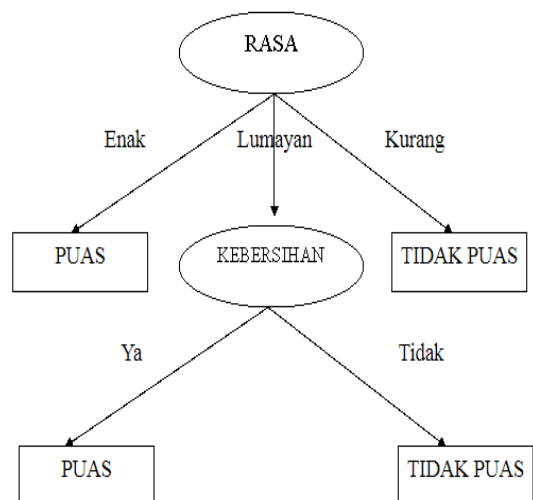 RASA
Enak
Lumayan
Kurang
PUAS
KEBERSIHAN
TIDAK PUAS
Ya
Tidak
PUAS
TIDAK PUAS